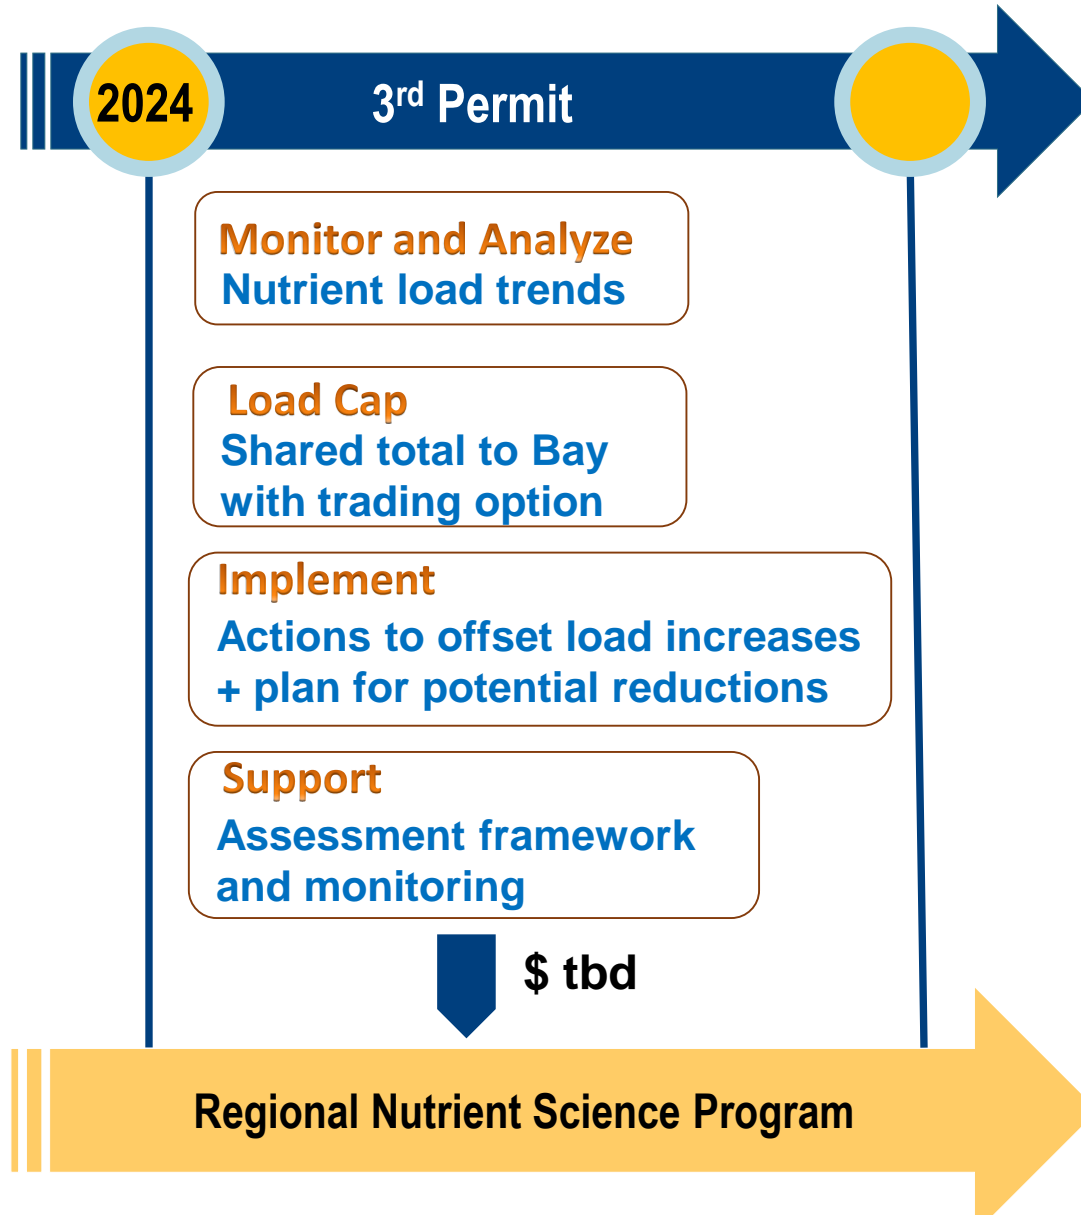 2024
3rd Permit
Monitor and Analyze
Nutrient load trends
Load Cap
Shared total to Bay
with trading option
Implement
Actions to offset load increases
+ plan for potential reductions
Support
Assessment framework
and monitoring
$ tbd
Regional Nutrient Science Program